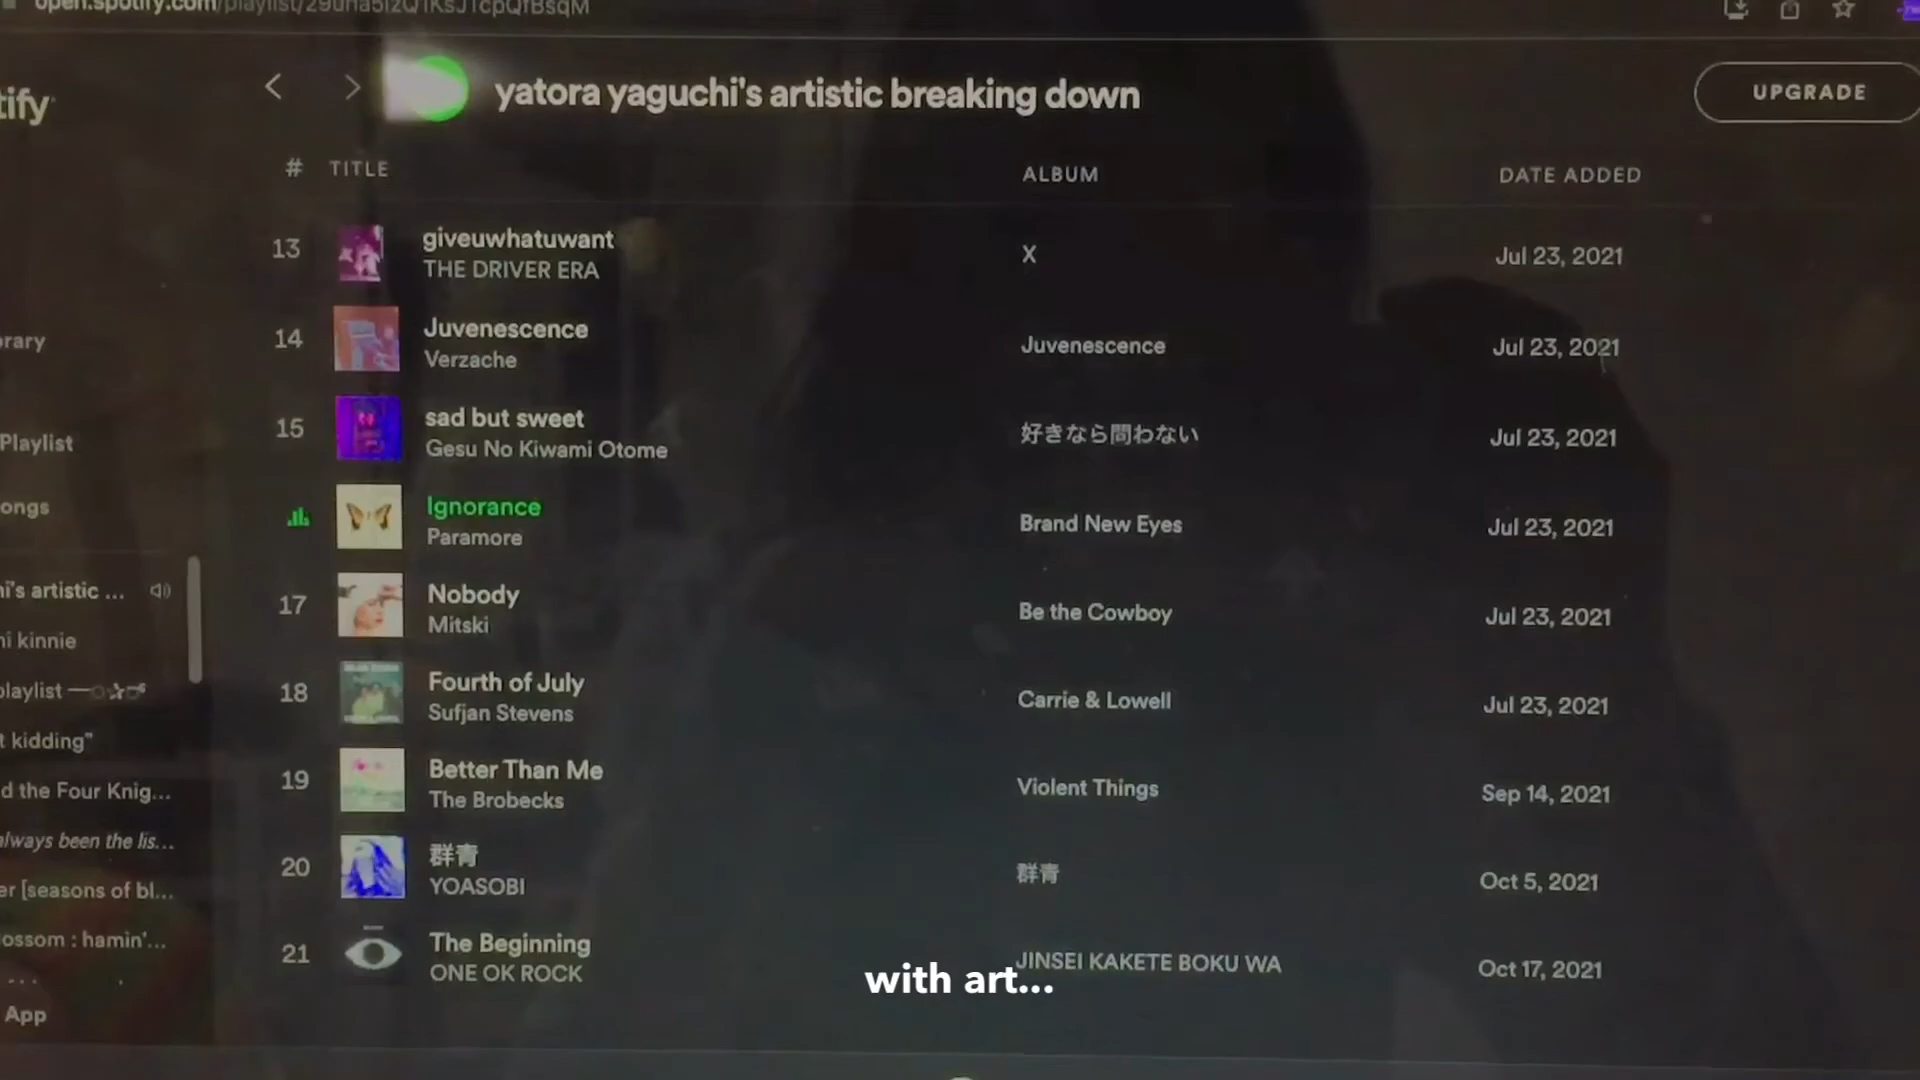 open.spotify.com/playlist/
tify
yatora yaguchi's artistic breaking down
UPGRADE
# TITLE ALBUM DATE ADDED
13 giveuwhatuwant X Jul 23, 2021
THE DRIVER ERA
14 Juvenescence Juvenescence Jul 23, 2021
Verzache
15 sad but sweet 好きなら問わない Jul 23, 2021
Gesu No Kiwami Otome
Ignorance Brand New Eyes Jul 23, 2021
Paramore
17 Nobody Be the Cowboy Jul 23, 2021
Mitski
18 Fourth of July Carrie & Lowell Jul 23, 2021
Sufjan Stevens
19 Better Than Me Violent Things Sep 14, 2021
The Brobecks
20 群青 群青 Oct 5, 2021
YOASOBI
21 The Beginning JINSEI KAKETE BOKU WA Oct 17, 2021
ONE OK ROCK
rary
Playlist
ongs
i's artistic ...
ni kinnie
playlist
t kidding"
d the Four Knig...
always been the lis...
er [seasons of bl...
ossom : hamin'...
App
with art...